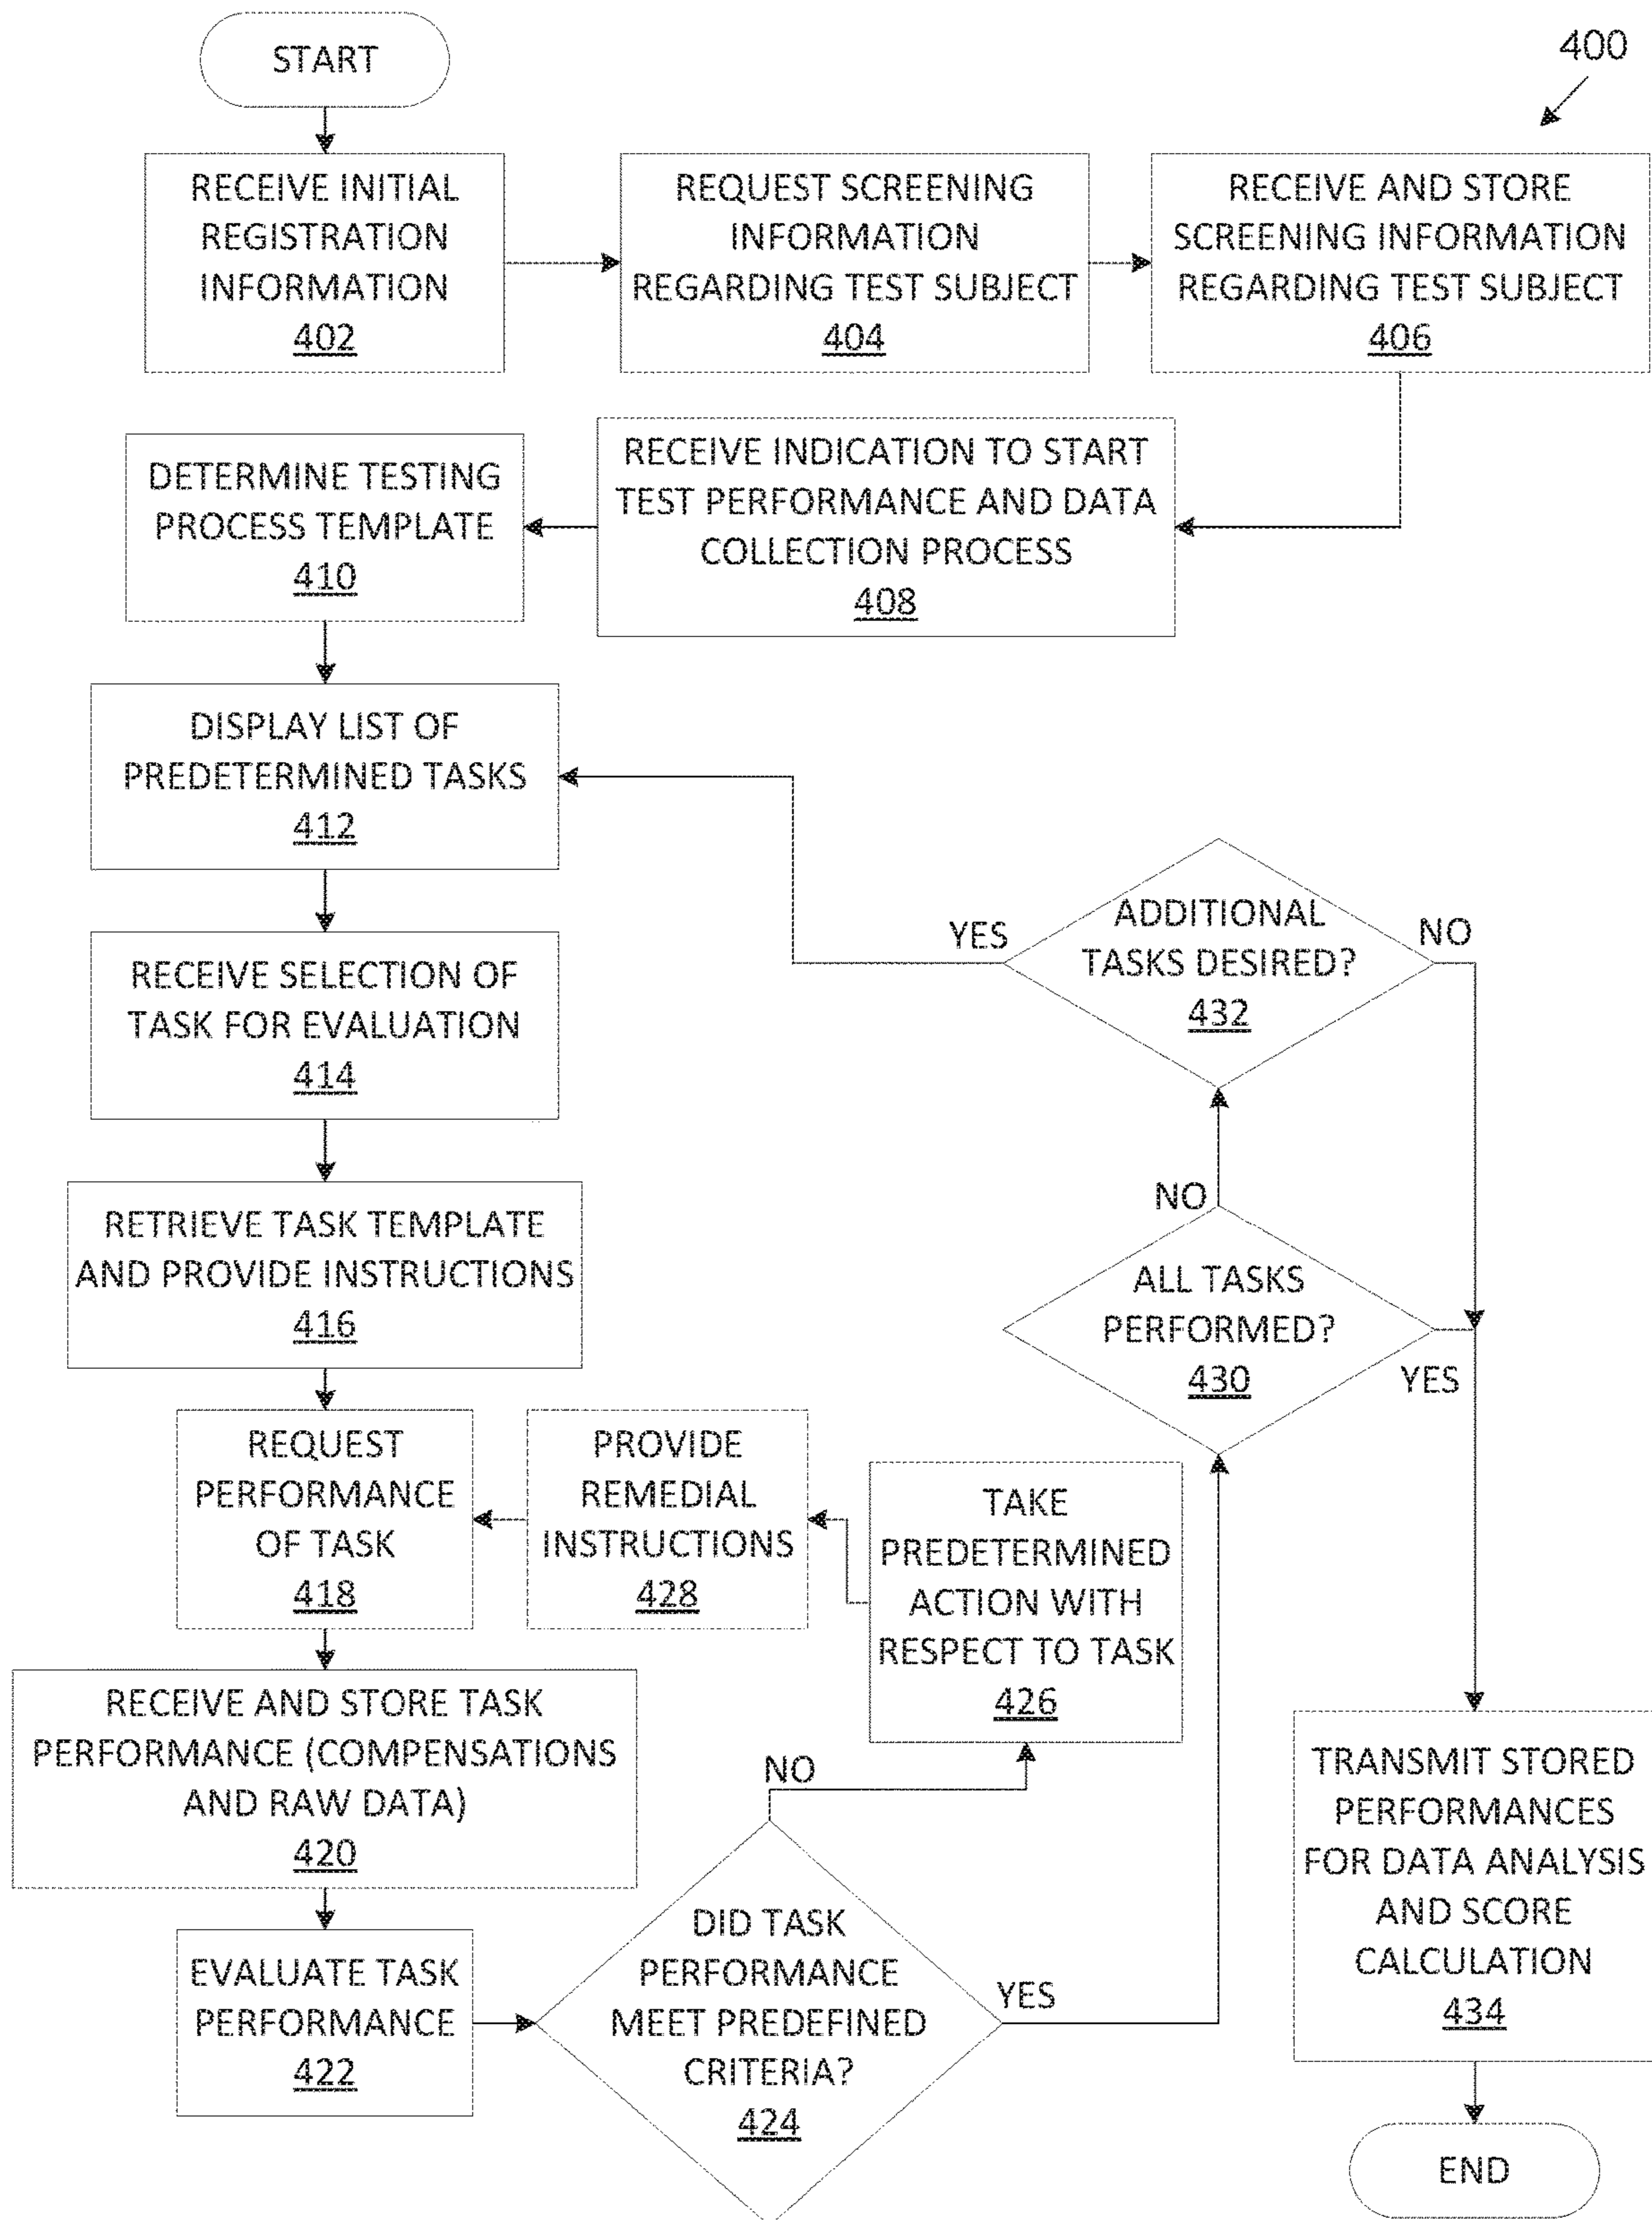 START
400
RECEIVE INITIAL
REGISTRATION
INFORMATION
402
REQUEST SCREENING
INFORMATION
REGARDING TEST SUBJECT
404
RECEIVE AND STORE
SCREENING INFORMATION
REGARDING TEST SUBJECT
406
RECEIVE INDICATION TO START
TEST PERFORMANCE AND DATA
COLLECTION PROCESS
408
DETERMINE TESTING
PROCESS TEMPLATE
410
DISPLAY LIST OF
PREDETERMINED TASKS
412
RECEIVE SELECTION OF
TASK FOR EVALUATION
414
RETRIEVE TASK TEMPLATE
AND PROVIDE INSTRUCTIONS
416
REQUEST
PERFORMANCE
OF TASK
418
RECEIVE AND STORE TASK
PERFORMANCE (COMPENSATIONS
AND RAW DATA)
420
EVALUATE TASK
PERFORMANCE
422
DID TASK
PERFORMANCE
MEET PREDEFINED
CRITERIA?
424
NO
YES
TAKE
PREDETERMINED
ACTION WITH
RESPECT TO TASK
426
PROVIDE
REMEDIAL
INSTRUCTIONS
428
ALL TASKS
PERFORMED?
430
NO
YES
ADDITIONAL
TASKS DESIRED?
432
YES
NO
TRANSMIT STORED
PERFORMANCES
FOR DATA ANALYSIS
AND SCORE
CALCULATION
434
END